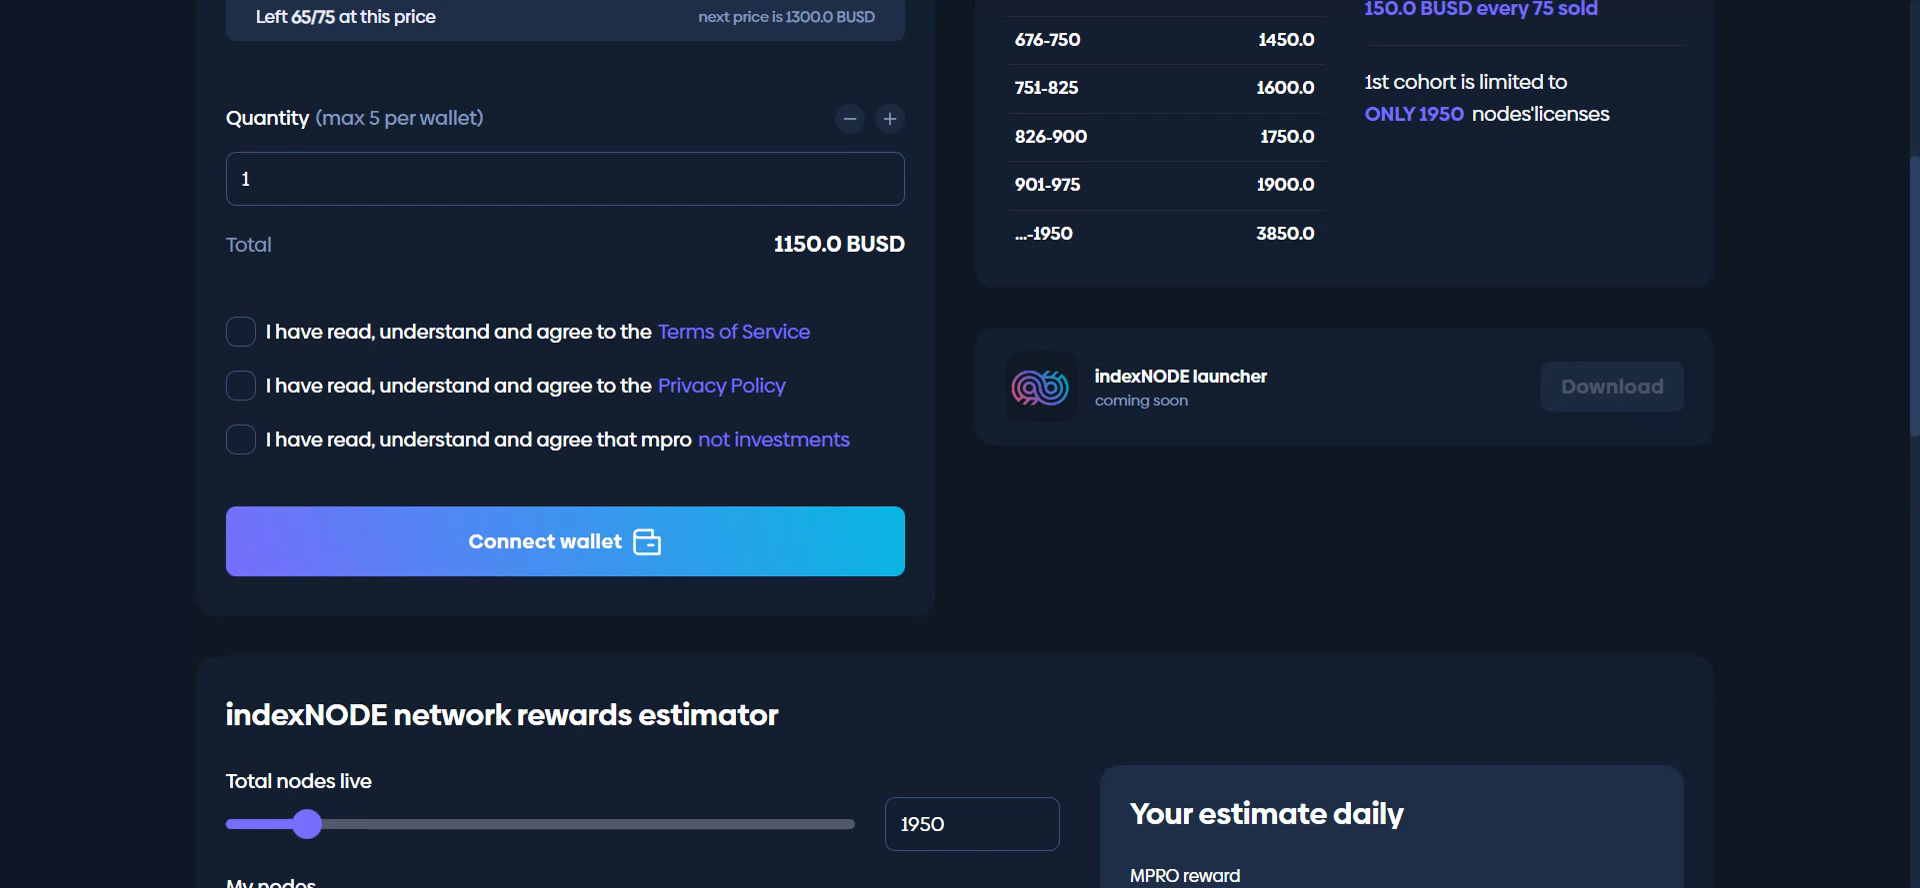 Left 65/75 at this price
next price is 1300.0 BUSD
Quantity (max 5 per wallet)
1
Total
1150.0 BUSD
I have read, understand and agree to the Terms of Service
I have read, understand and agree to the Privacy Policy
I have read, understand and agree that mpro not investments
Connect wallet
150.0 BUSD every 75 sold
676-750 1450.0
751-825 1600.0
826-900 1750.0
901-975 1900.0
...-1950 3850.0
1st cohort is limited to
ONLY 1950 nodes'licenses
indexNODE launcher
coming soon
Download
indexNODE network rewards estimator
Total nodes live
1950
My nodes
Your estimate daily
MPRO reward